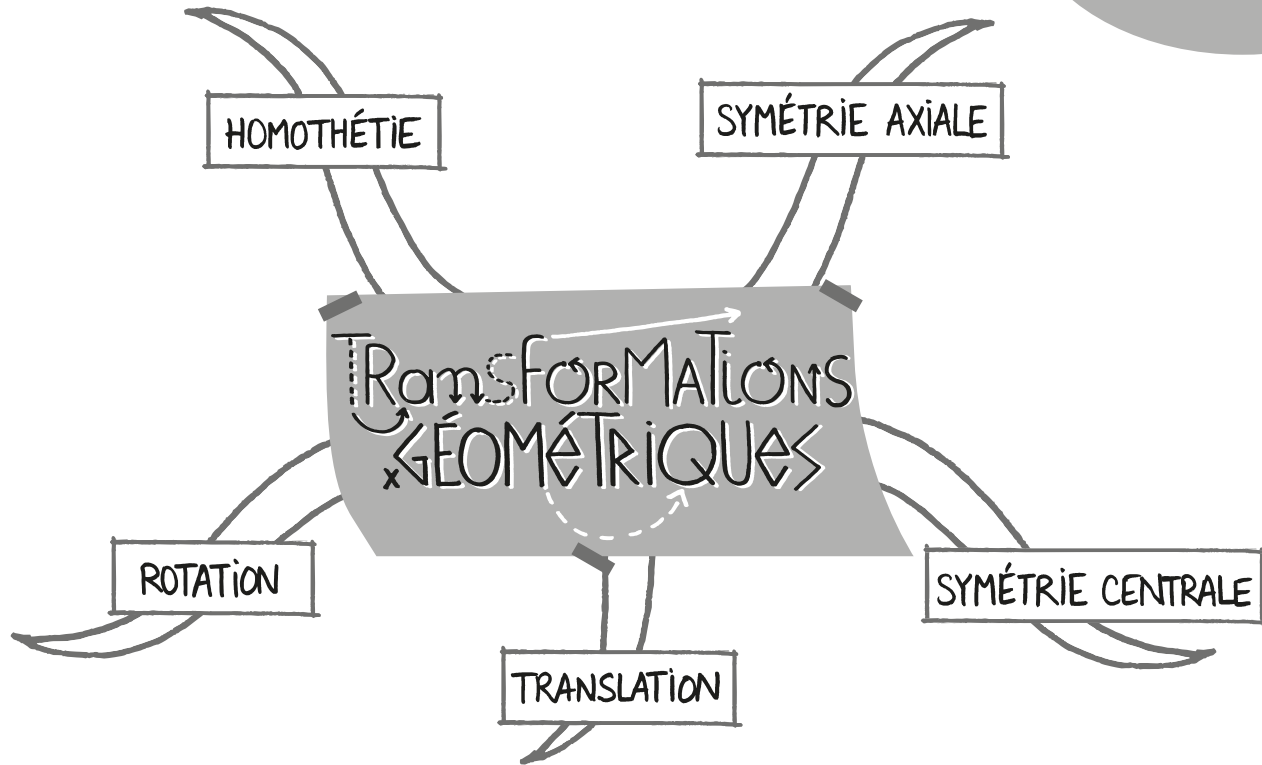 HOMOTHÉTIE
SYMÉTRIE AXIALE
TRANSFORMATIONS
GÉOMÉTRIQUES
ROTATION
SYMÉTRIE CENTRALE
TRANSLATION